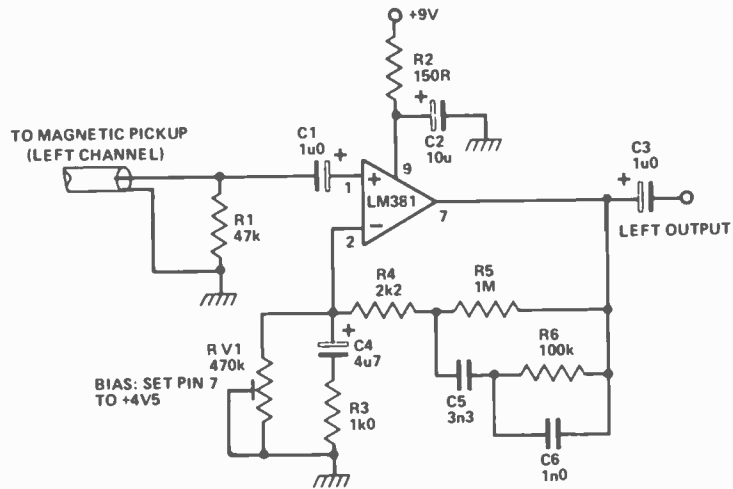 +9V
R2
150R
+
C2
10u
TO MAGNETIC PICKUP
(LEFT CHANNEL)
C1
1u0
+
1
+
9
LM381
7
−
2
C3
1u0
+
LEFT OUTPUT
R1
47k
R4
2k2
R5
1M
R6
100k
RV1
470k
+
C4
4u7
BIAS: SET PIN 7
TO +4V5
R3
1k0
C5
3n3
C6
1n0